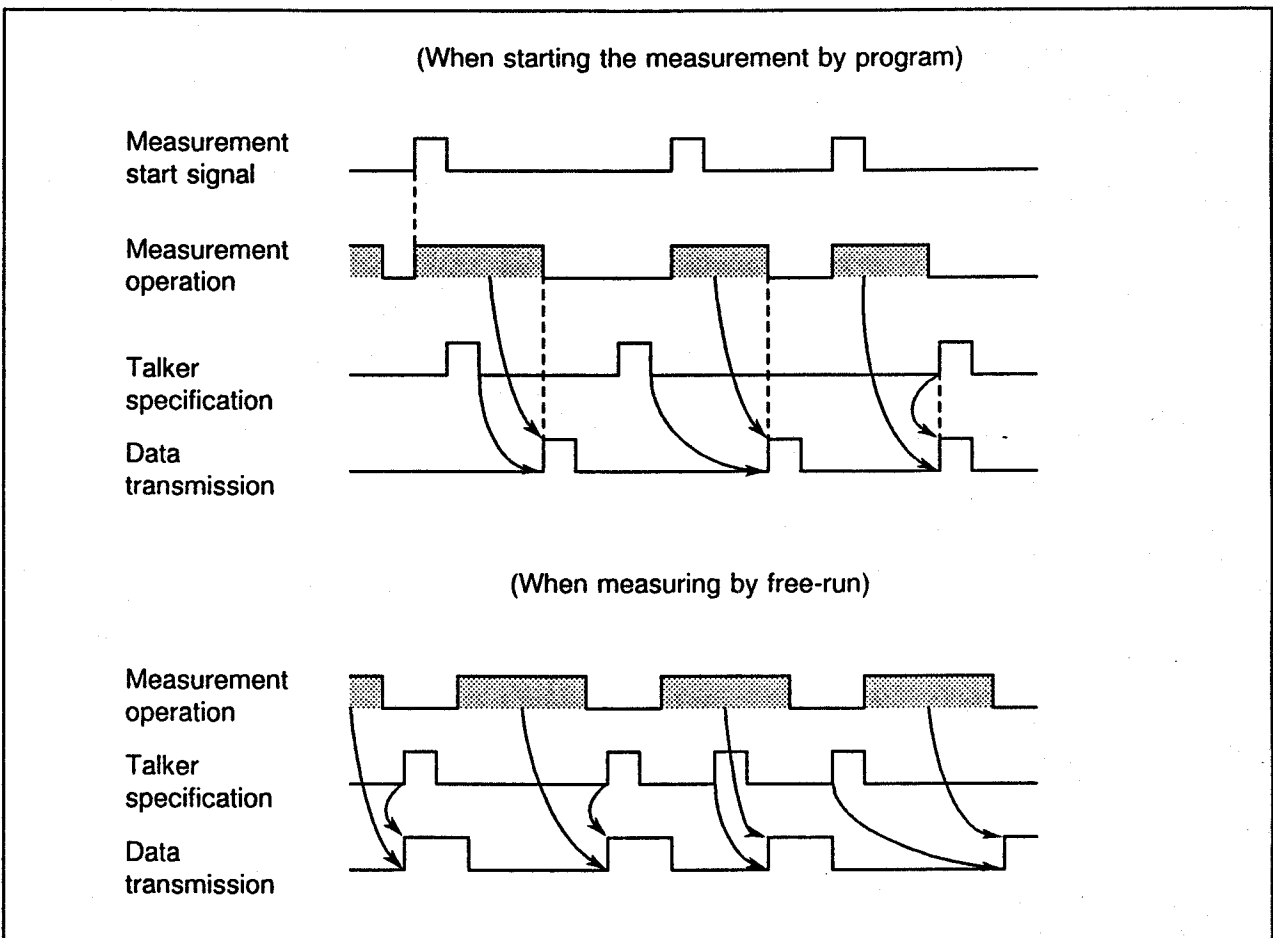 (When starting the measurement by program)
Measurement
start signal
Measurement
operation
Talker
specification
Data
transmission
(When measuring by free-run)
Measurement
operation
Talker
specification
Data
transmission